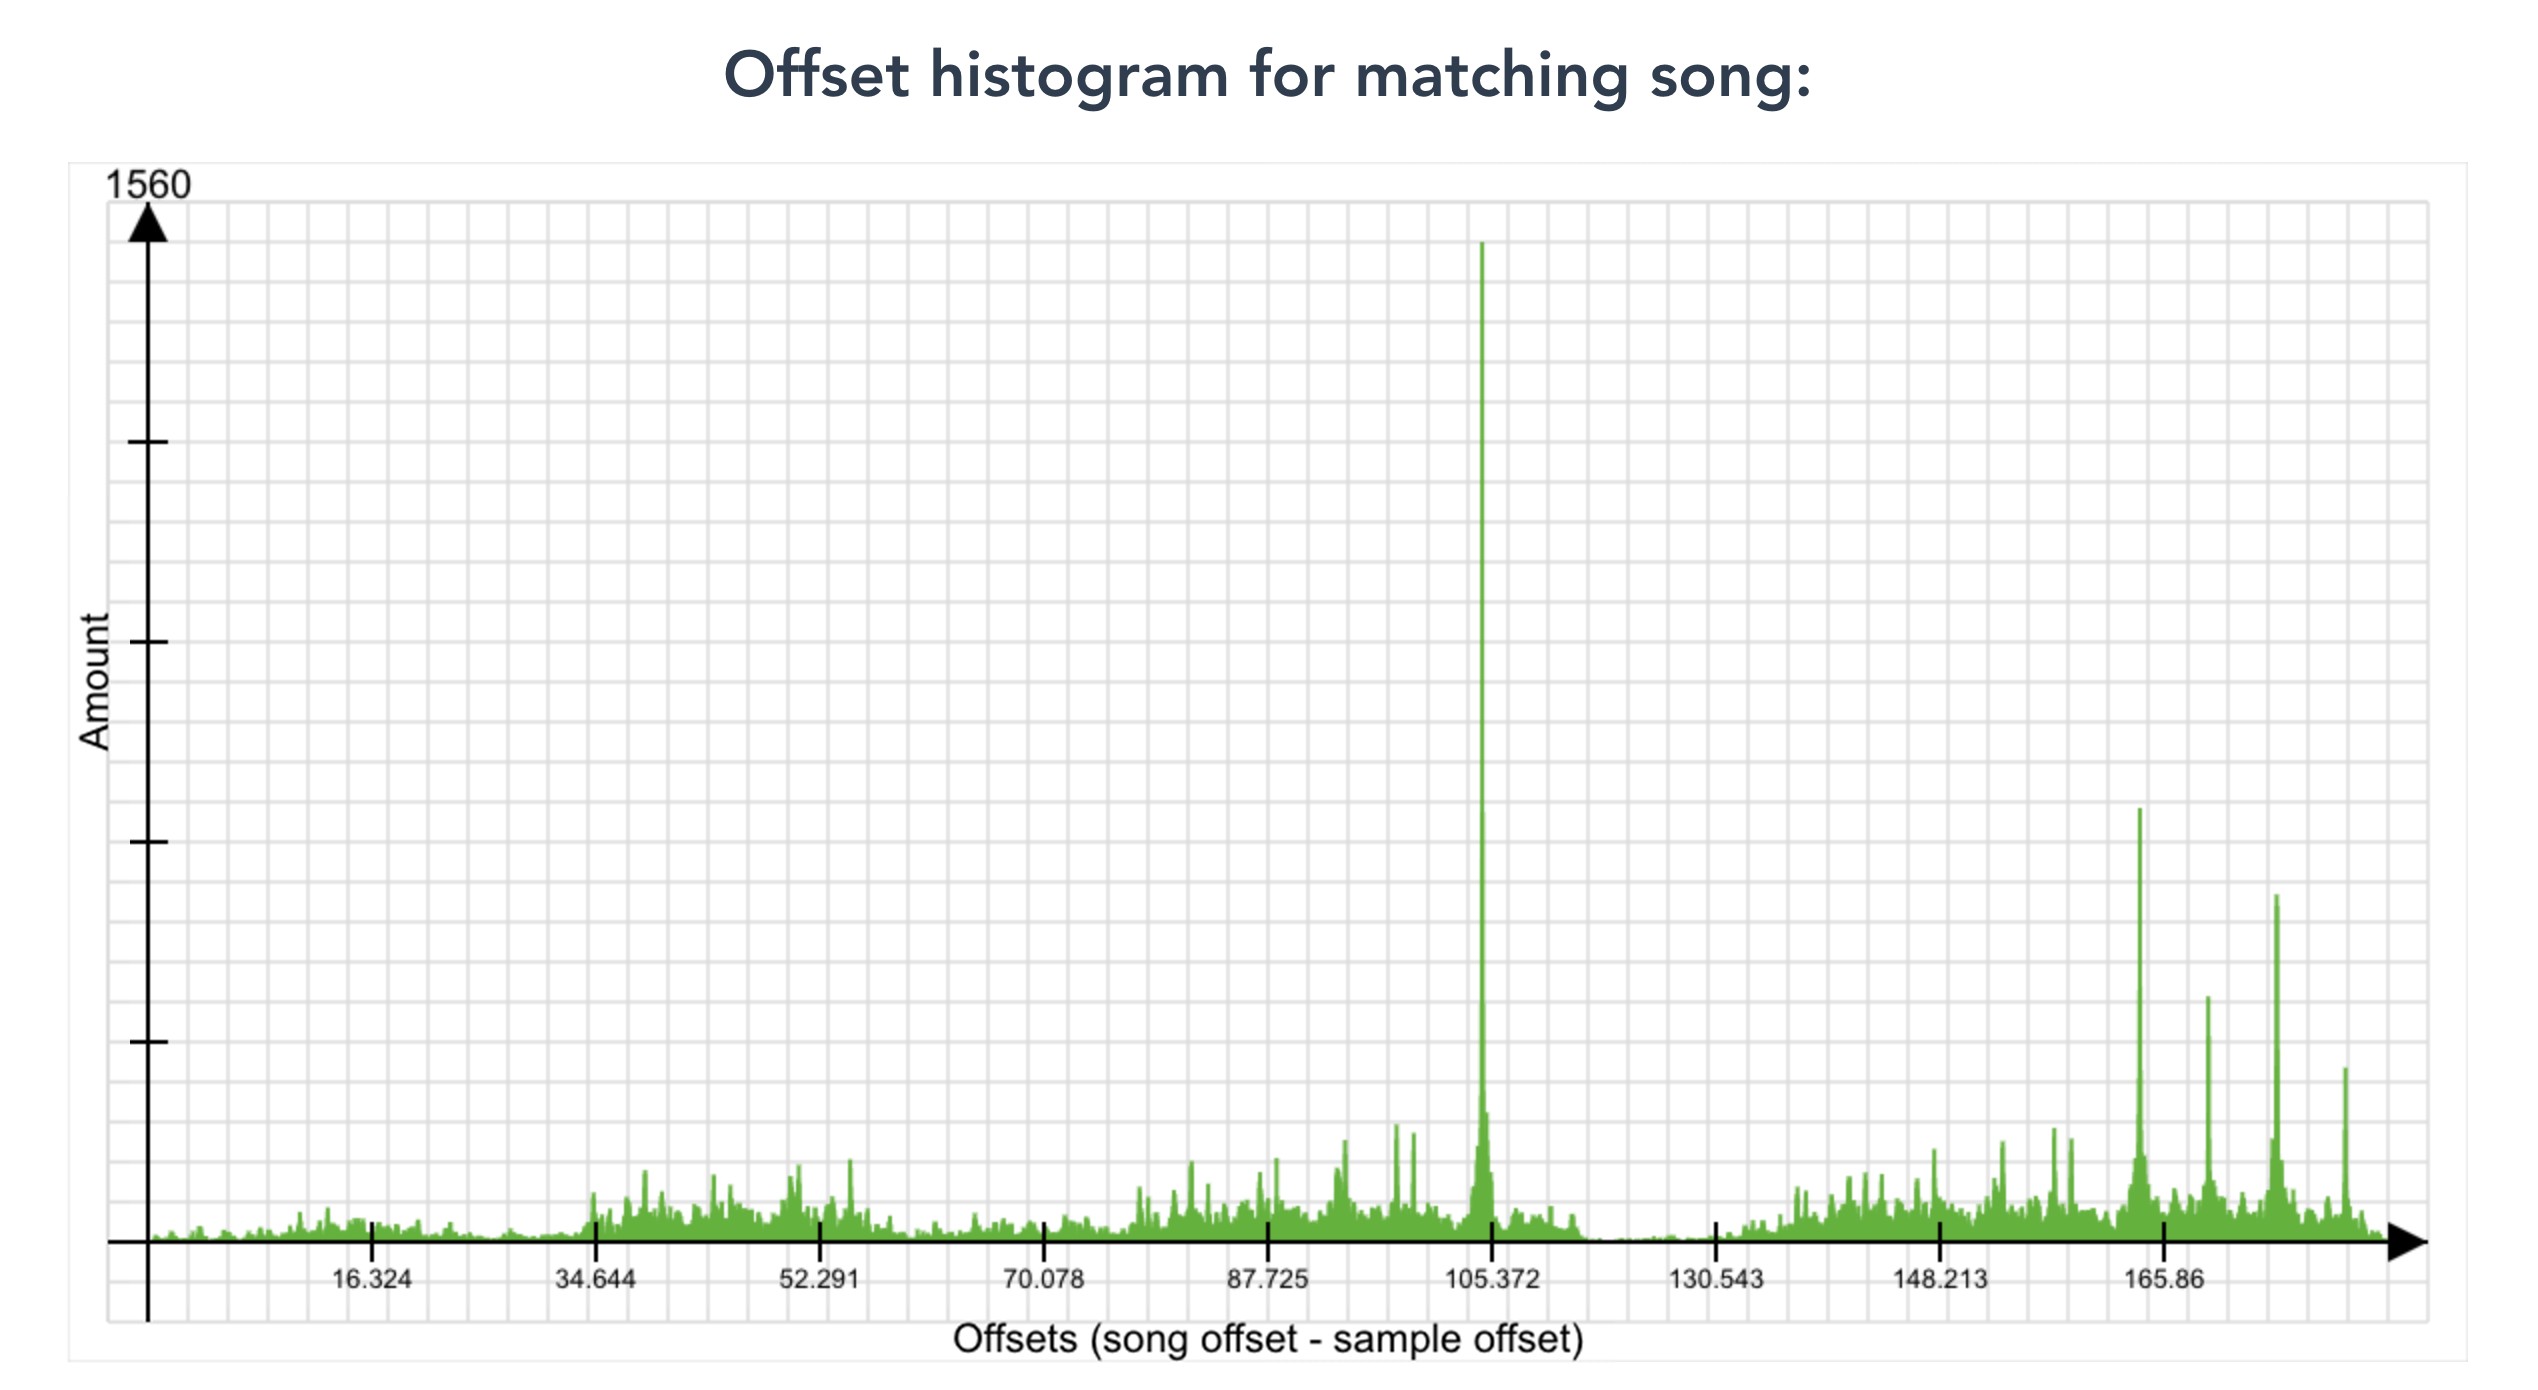 Offset histogram for matching song:
1560
Amount
16.324 34.644 52.291 70.078 87.725 105.372 130.543 148.213 165.86
Offsets (song offset - sample offset)